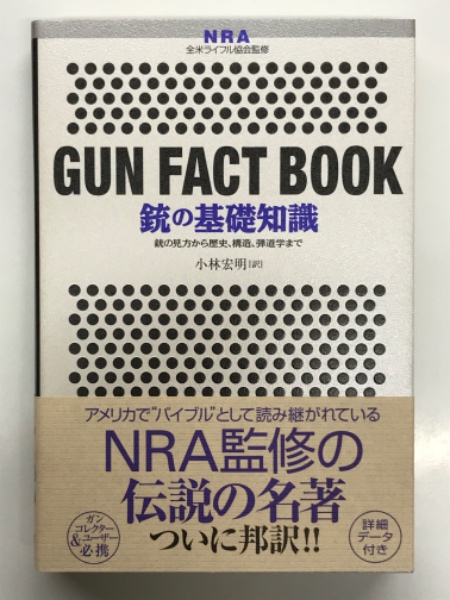 NRA
全米ライフル協会監修
GUN FACT BOOK
銃の基礎知識
銃の見方から歴史、構造、弾道学まで
小林宏明[訳]
アメリカで"バイブル"として読み継がれている
NRA監修の
伝説の名著
ついに邦訳!!
ガン
コレクター
&ユーザー
必携
詳細
データ
付き